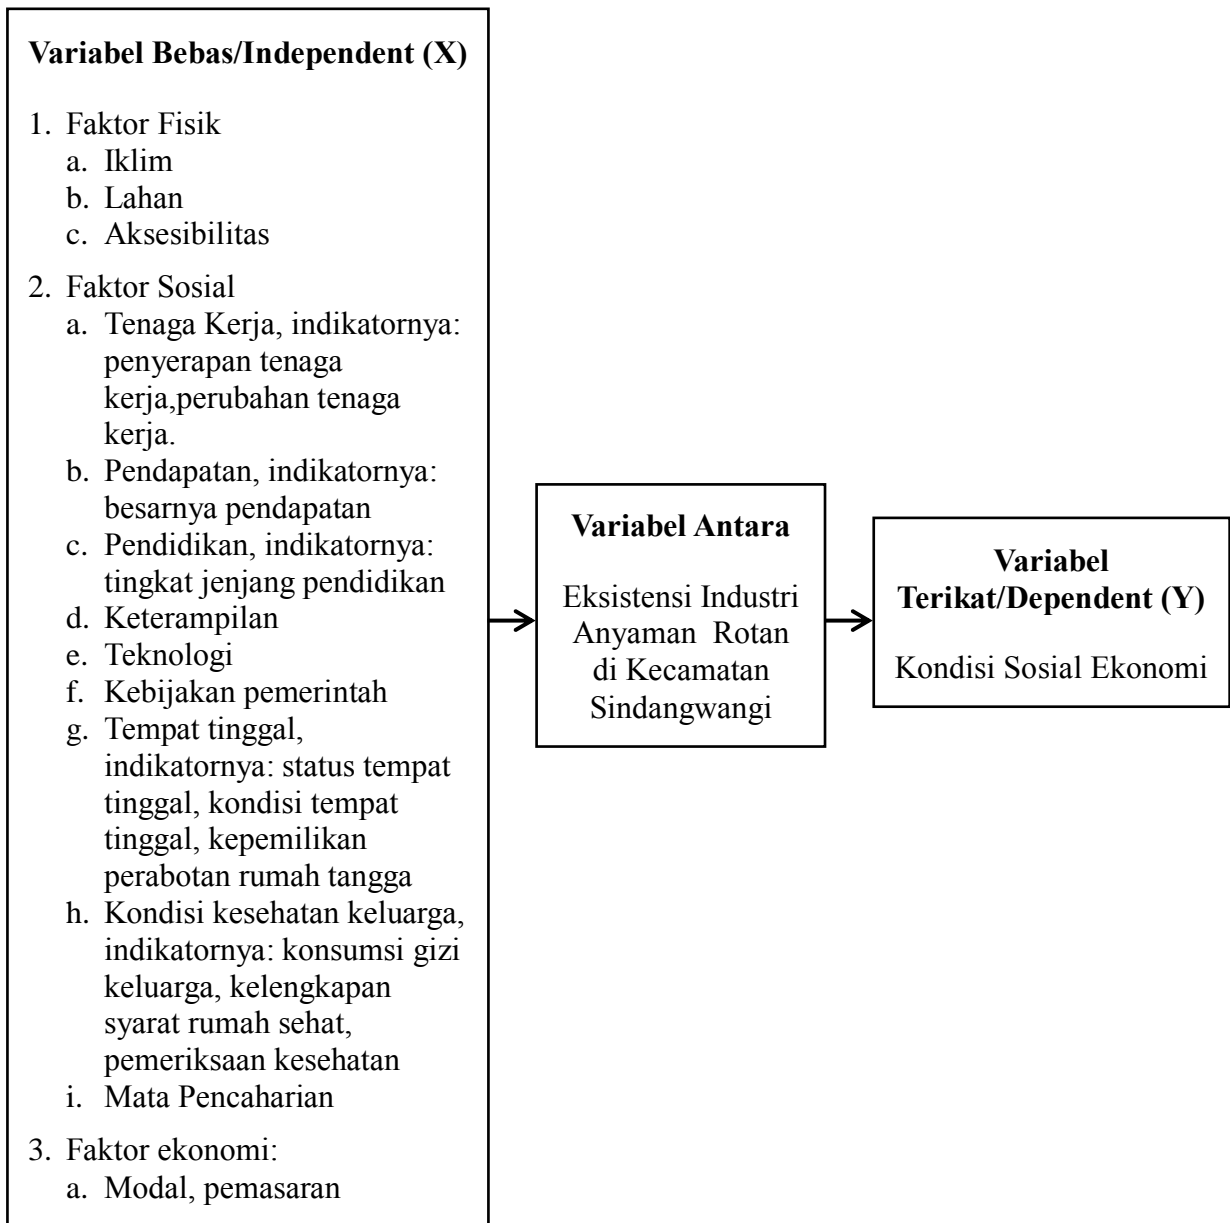 Variabel Bebas/Independent (X)
1. Faktor Fisik
a. Iklim
b. Lahan
c. Aksesibilitas
2. Faktor Sosial
a. Tenaga Kerja, indikatornya:
penyerapan tenaga
kerja,perubahan tenaga
kerja.
b. Pendapatan, indikatornya:
besarnya pendapatan
c. Pendidikan, indikatornya:
tingkat jenjang pendidikan
d. Keterampilan
e. Teknologi
f. Kebijakan pemerintah
g. Tempat tinggal,
indikatornya: status tempat
tinggal, kondisi tempat
tinggal, kepemilikan
perabotan rumah tangga
h. Kondisi kesehatan keluarga,
indikatornya: konsumsi gizi
keluarga, kelengkapan
syarat rumah sehat,
pemeriksaan kesehatan
i. Mata Pencaharian
3. Faktor ekonomi:
a. Modal, pemasaran
Variabel Antara
Eksistensi Industri
Anyaman Rotan
di Kecamatan
Sindangwangi
Variabel
Terikat/Dependent (Y)
Kondisi Sosial Ekonomi